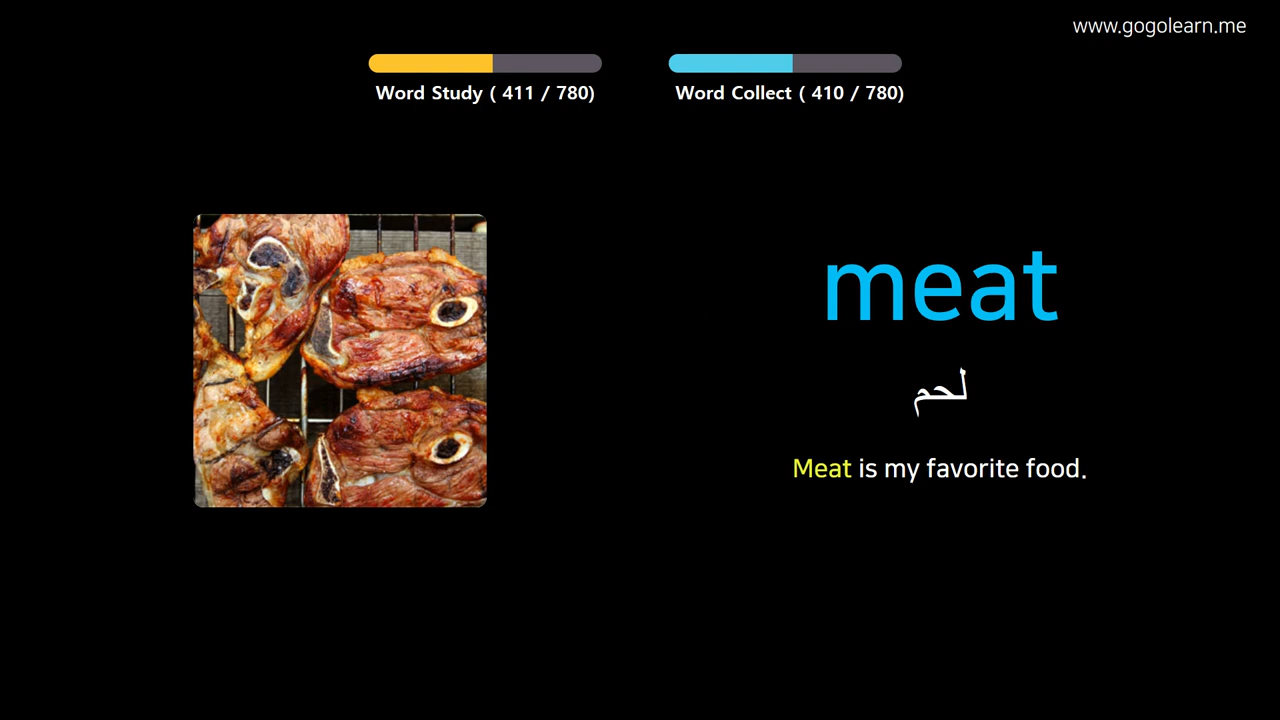 www.gogolearn.me
Word Study ( 411 / 780)
Word Collect ( 410 / 780)
meat
لحم
Meat is my favorite food.